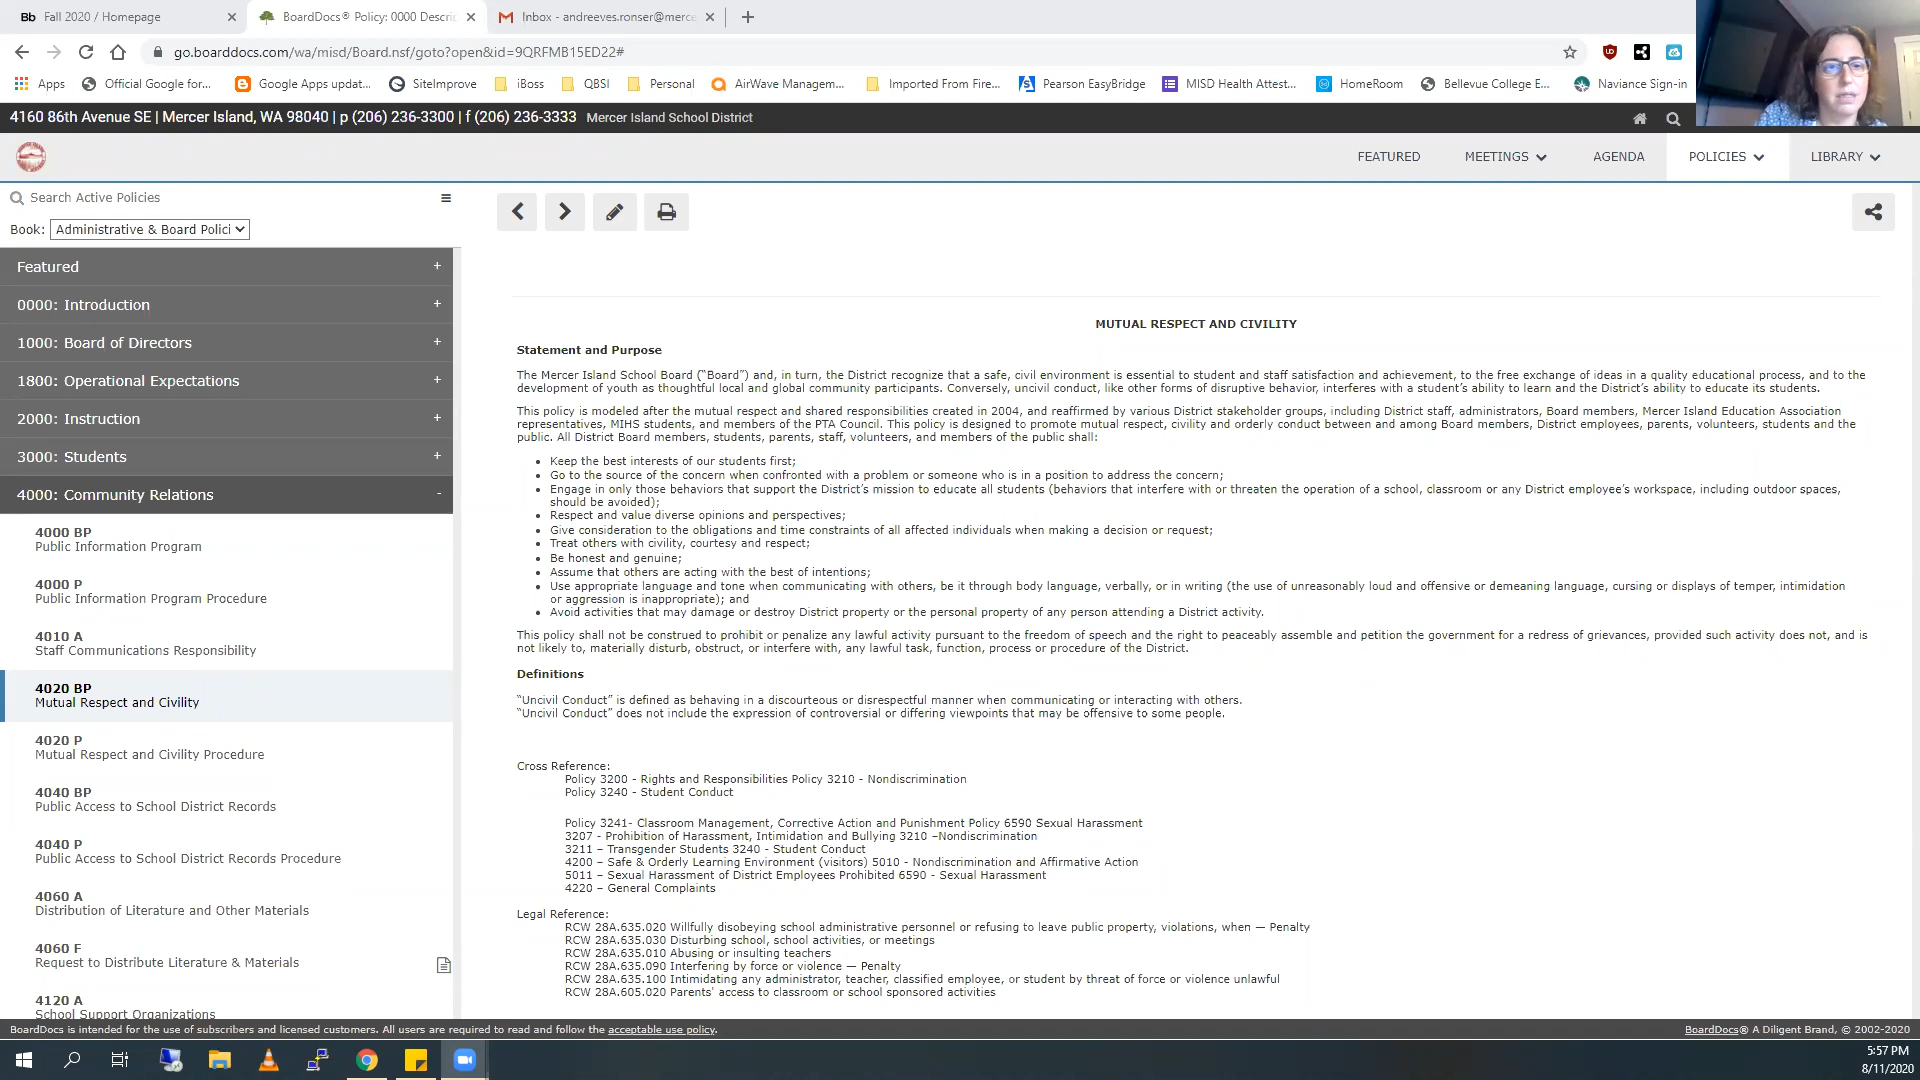 Bb Fall 2020 / Homepage
BoardDocs® Policy: 0000 Descri
Inbox - andreeves.ronser@merce
go.boarddocs.com/wa/misd/Board.nsf/goto?open&id=9QRFMB15ED22#
Apps Official Google for... Google Apps updat... SiteImprove iBoss QBSI Personal AirWave Managem... Imported From Fire... Pearson EasyBridge MISD Health Attest... HomeRoom Bellevue College E... Naviance Sign-in
4160 86th Avenue SE | Mercer Island, WA 98040 | p (206) 236-3300 | f (206) 236-3333 Mercer Island School District
FEATURED MEETINGS AGENDA POLICIES LIBRARY
Search Active Policies
Book: Administrative & Board Polici
Featured +
0000: Introduction +
1000: Board of Directors +
1800: Operational Expectations +
2000: Instruction +
3000: Students +
4000: Community Relations -
4000 BP
Public Information Program
4000 P
Public Information Program Procedure
4010 A
Staff Communications Responsibility
4020 BP
Mutual Respect and Civility
4020 P
Mutual Respect and Civility Procedure
4040 BP
Public Access to School District Records
4040 P
Public Access to School District Records Procedure
4060 A
Distribution of Literature and Other Materials
4060 F
Request to Distribute Literature & Materials
4120 A
School Support Organizations
MUTUAL RESPECT AND CIVILITY
Statement and Purpose
The Mercer Island School Board (“Board”) and, in turn, the District recognize that a safe, civil environment is essential to student and staff satisfaction and achievement, to the free exchange of ideas in a quality educational process, and to the
development of youth as thoughtful local and global community participants. Conversely, uncivil conduct, like other forms of disruptive behavior, interferes with a student’s ability to learn and the District’s ability to educate its students.
This policy is modeled after the mutual respect and shared responsibilities created in 2004, and reaffirmed by various District stakeholder groups, including District staff, administrators, Board members, Mercer Island Education Association
representatives, MIHS students, and members of the PTA Council. This policy is designed to promote mutual respect, civility and orderly conduct between and among Board members, District employees, parents, volunteers, students and the
public. All District Board members, students, parents, staff, volunteers, and members of the public shall:
• Keep the best interests of our students first;
• Go to the source of the concern when confronted with a problem or someone who is in a position to address the concern;
• Engage in only those behaviors that support the District’s mission to educate all students (behaviors that interfere with or threaten the operation of a school, classroom or any District employee’s workspace, including outdoor spaces,
should be avoided);
• Respect and value diverse opinions and perspectives;
• Give consideration to the obligations and time constraints of all affected individuals when making a decision or request;
• Treat others with civility, courtesy and respect;
• Be honest and genuine;
• Assume that others are acting with the best of intentions;
• Use appropriate language and tone when communicating with others, be it through body language, verbally, or in writing (the use of unreasonably loud and offensive or demeaning language, cursing or displays of temper, intimidation
or aggression is inappropriate); and
• Avoid activities that may damage or destroy District property or the personal property of any person attending a District activity.
This policy shall not be construed to prohibit or penalize any lawful activity pursuant to the freedom of speech and the right to peaceably assemble and petition the government for a redress of grievances, provided such activity does not, and is
not likely to, materially disturb, obstruct, or interfere with, any lawful task, function, process or procedure of the District.
Definitions
“Uncivil Conduct” is defined as behaving in a discourteous or disrespectful manner when communicating or interacting with others.
“Uncivil Conduct” does not include the expression of controversial or differing viewpoints that may be offensive to some people.
Cross Reference:
Policy 3200 - Rights and Responsibilities Policy 3210 - Nondiscrimination
Policy 3240 - Student Conduct
Policy 3241- Classroom Management, Corrective Action and Punishment Policy 6590 Sexual Harassment
3207 - Prohibition of Harassment, Intimidation and Bullying 3210 –Nondiscrimination
3211 – Transgender Students 3240 - Student Conduct
4200 – Safe & Orderly Learning Environment (visitors) 5010 - Nondiscrimination and Affirmative Action
5011 – Sexual Harassment of District Employees Prohibited 6590 - Sexual Harassment
4220 – General Complaints
Legal Reference:
RCW 28A.635.020 Willfully disobeying school administrative personnel or refusing to leave public property, violations, when — Penalty
RCW 28A.635.030 Disturbing school, school activities, or meetings
RCW 28A.635.010 Abusing or insulting teachers
RCW 28A.635.090 Interfering by force or violence — Penalty
RCW 28A.635.100 Intimidating any administrator, teacher, classified employee, or student by threat of force or violence unlawful
RCW 28A.605.020 Parents' access to classroom or school sponsored activities
BoardDocs is intended for the use of subscribers and licensed customers. All users are required to read and follow the acceptable use policy.
BoardDocs® A Diligent Brand, © 2002-2020
5:57 PM
8/11/2020